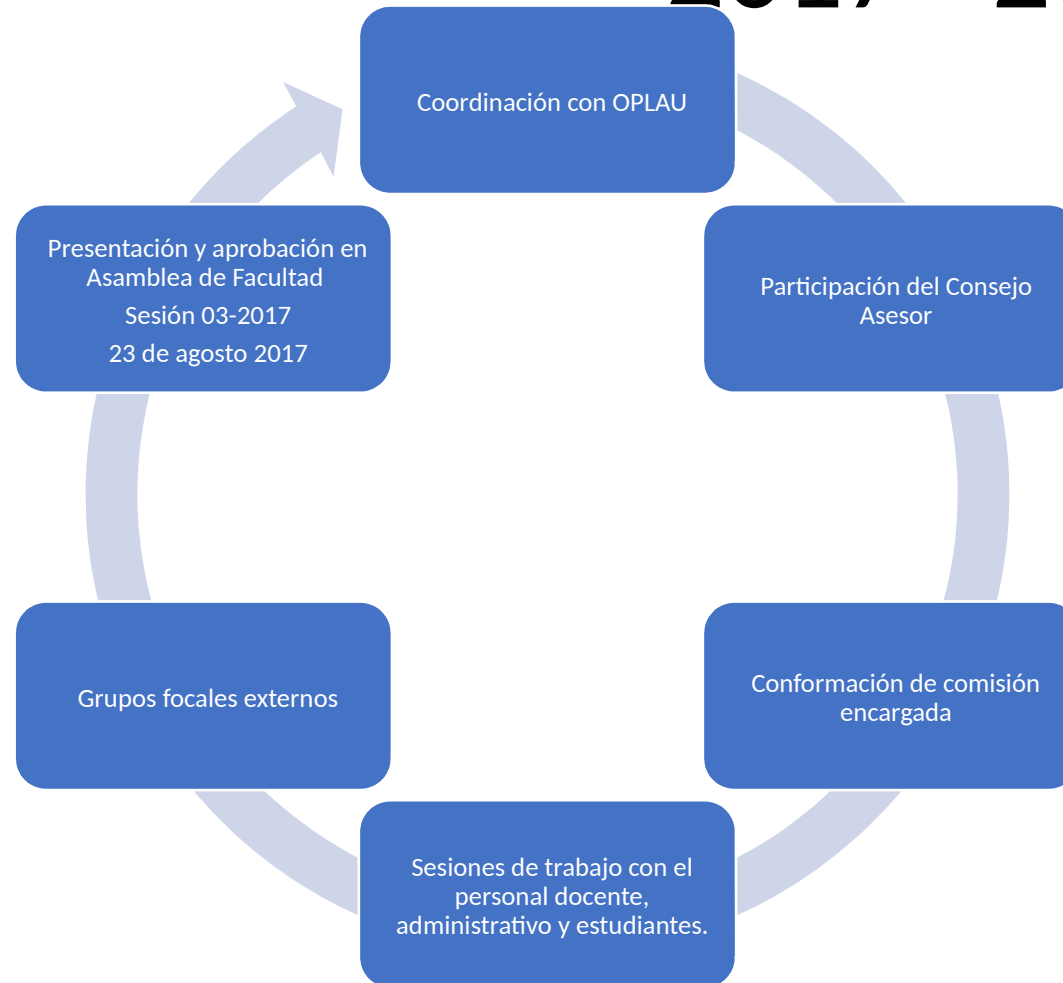 Coordinación con OPLAU
Participación del Consejo
Asesor
Conformación de comisión
encargada
Sesiones de trabajo con el
personal docente,
administrativo y estudiantes.
Grupos focales externos
Presentación y aprobación en
Asamblea de Facultad
Sesión 03-2017
23 de agosto 2017